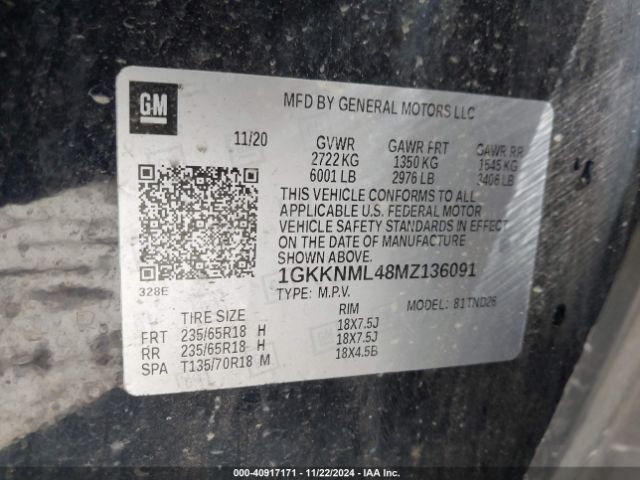 GM
MFD BY GENERAL MOTORS LLC
11/20 GVWR GAWR FRT GAWR RR
2722 KG 1350 KG 1545 KG
6001 LB 2976 LB 3406 LB
THIS VEHICLE CONFORMS TO ALL
APPLICABLE U.S. FEDERAL MOTOR
VEHICLE SAFETY STANDARDS IN EFFECT
ON THE DATE OF MANUFACTURE
SHOWN ABOVE.
1GKKNML48MZ136091
328E
TYPE: M.P.V. MODEL: 81TND26
TIRE SIZE RIM
FRT 235/65R18 H 18X7.5J
RR 235/65R18 H 18X7.5J
SPA T135/70R18 M 18X4.5B
000-40917171 - 11/22/2024 - IAA Inc.